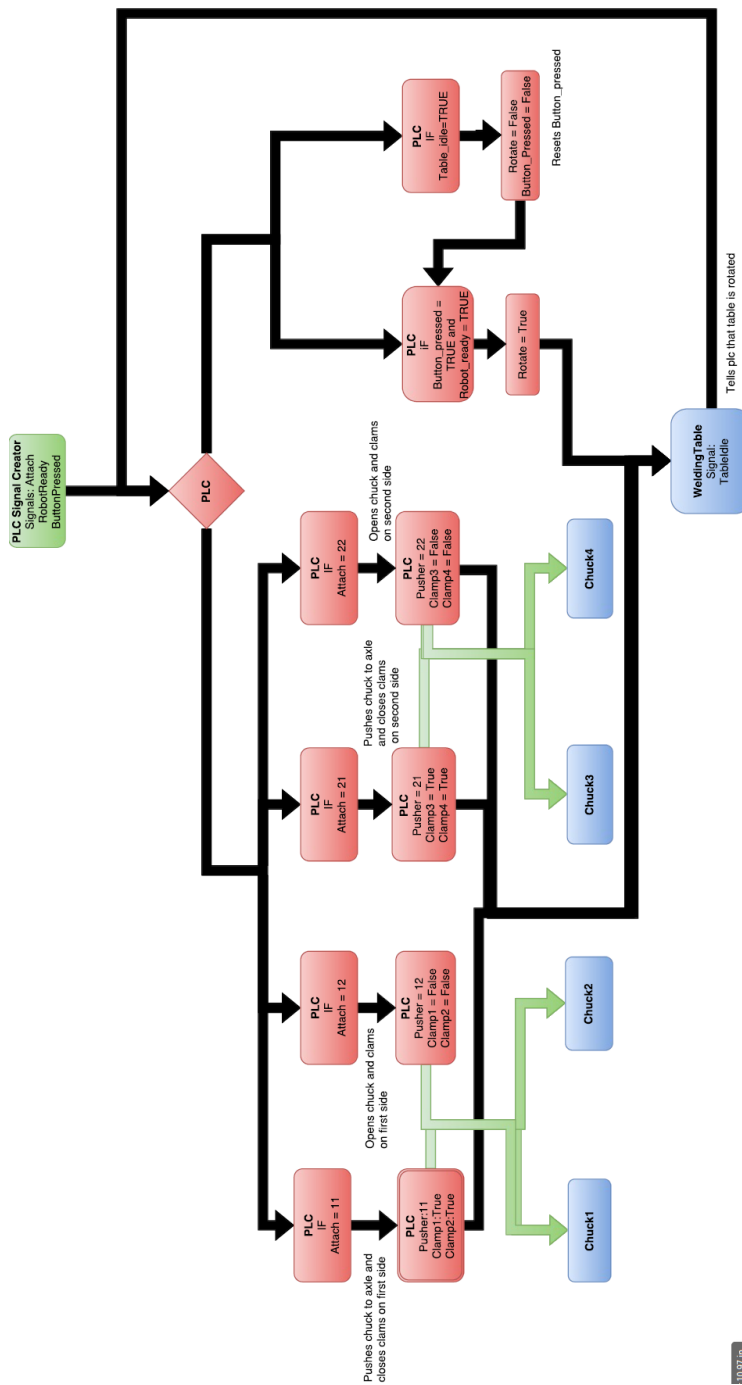 PLC Signal Creator
Signals: Attach
RobotReady
ButtonPressed
PLC
PLC
IF
Attach = 11
PLC
IF
Attach = 12
PLC
IF
Attach = 21
PLC
IF
Attach = 22
PLC
iF
Button_pressed =
TRUE and
Robot_ready = TRUE
PLC
IF
Table_idle=TRUE
Pushes chuck to axle and
closes clams on first side
Opens chuck and clams
on first side
Pushes chuck to axle
and closes clams
on second side
Opens chuck and clams
on second side
PLC
Pusher:11
Clamp1:True
Clamp2:True
PLC
Pusher = 12
Clamp1 = False
Clamp2 = False
PLC
Pusher = 21
Clamp3 = True
Clamp4 = True
PLC
Pusher = 22
Clamp3 = False
Clamp4 = False
Rotate = True
Rotate = False
Button_Pressed = False
Resets Button_pressed
Chuck1
Chuck2
Chuck3
Chuck4
WeldingTable
Signal:
TableIdle
Tells plc that table is rotated